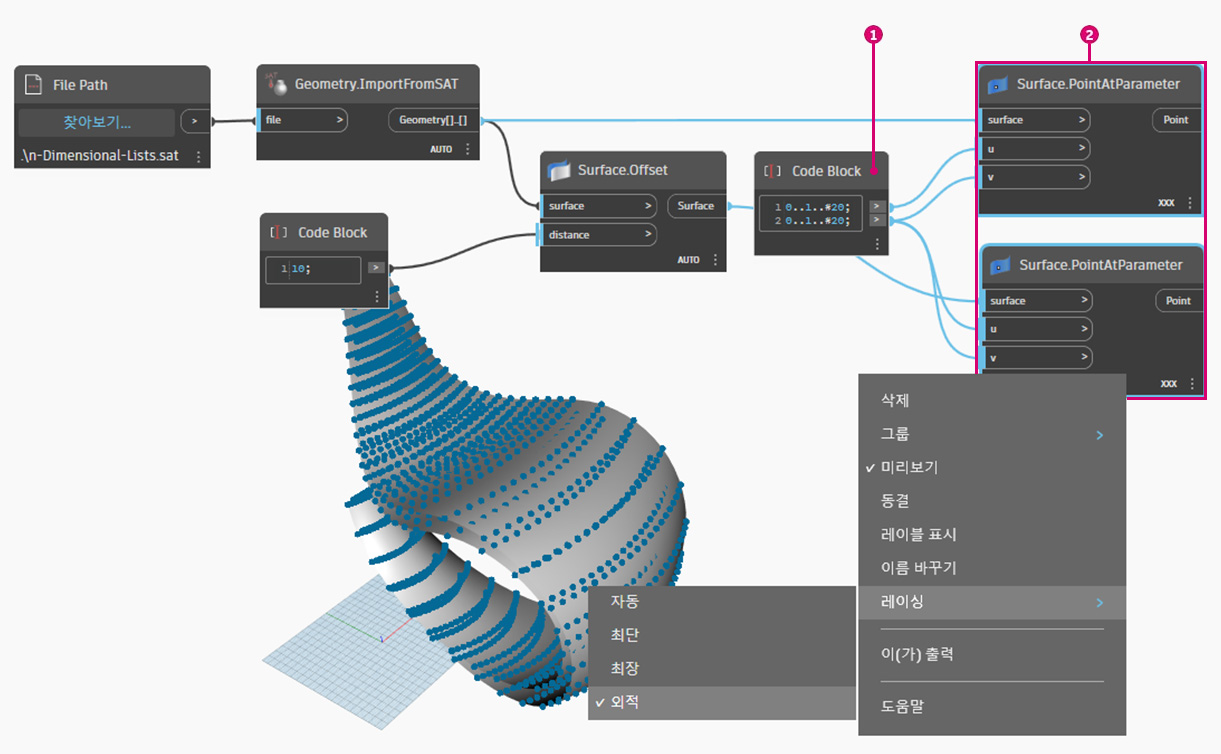 1
2
File Path
찾아보기...
>
.\n-Dimensional-Lists.sat
SAT
Geometry.ImportFromSAT
file >
Geometry[]..[]
AUTO
Surface.Offset
surface >
Surface
distance >
AUTO
Code Block
1 10;
>
Code Block
1 0..1..#20;
2 0..1..#20;
>
>
Surface.PointAtParameter
surface >
Point
u >
v >
XXX
Surface.PointAtParameter
surface >
Point
u >
v >
XXX
삭제
그룹 >
✓ 미리보기
동결
레이블 표시
이름 바꾸기
레이싱 >
이(가) 출력
도움말
자동
최단
최장
✓ 외적